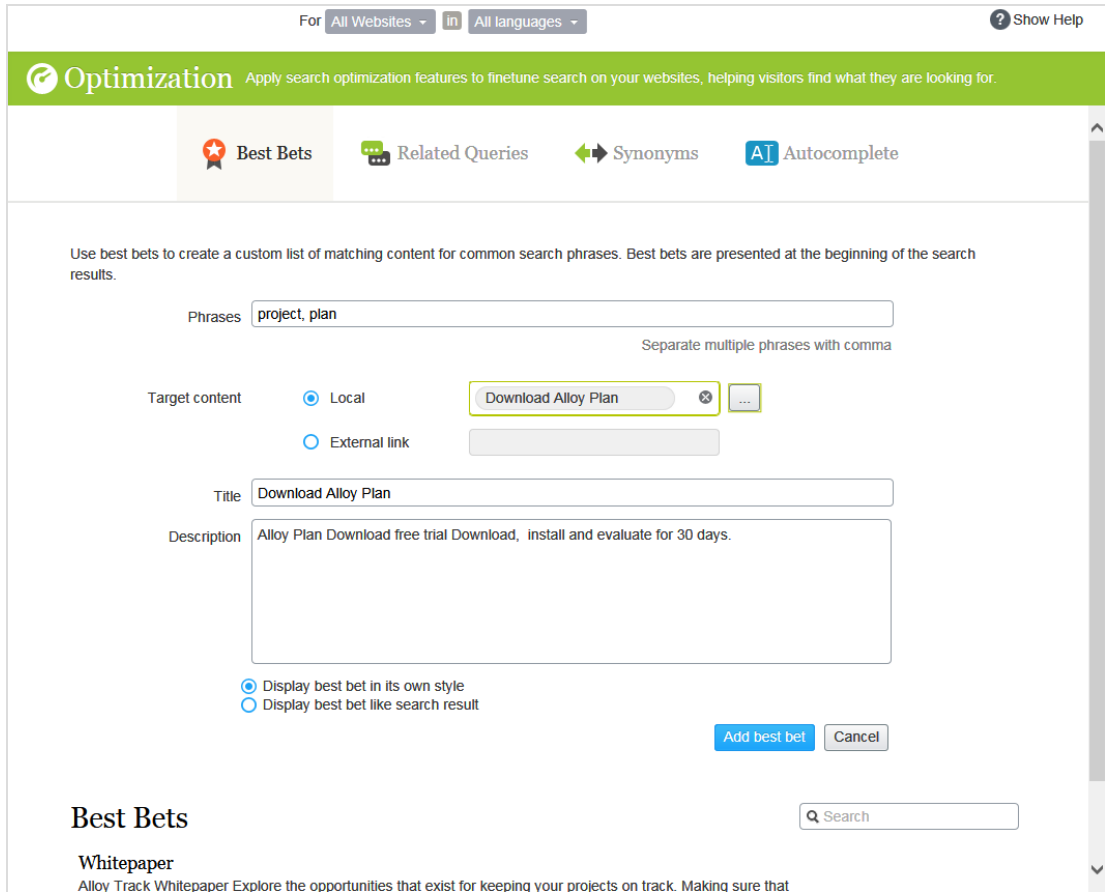 For All Websites in All languages Show Help
Optimization Apply search optimization features to finetune search on your websites, helping visitors find what they are looking for.
Best Bets Related Queries Synonyms AI Autocomplete
Use best bets to create a custom list of matching content for common search phrases. Best bets are presented at the beginning of the search
results.
Phrases project, plan
Separate multiple phrases with comma
Target content Local Download Alloy Plan ...
External link
Title Download Alloy Plan
Description Alloy Plan Download free trial Download, install and evaluate for 30 days.
Display best bet in its own style
Display best bet like search result
Add best bet Cancel
Best Bets Search
Whitepaper
Alloy Track Whitepaper Explore the opportunities that exist for keeping your projects on track. Making sure that